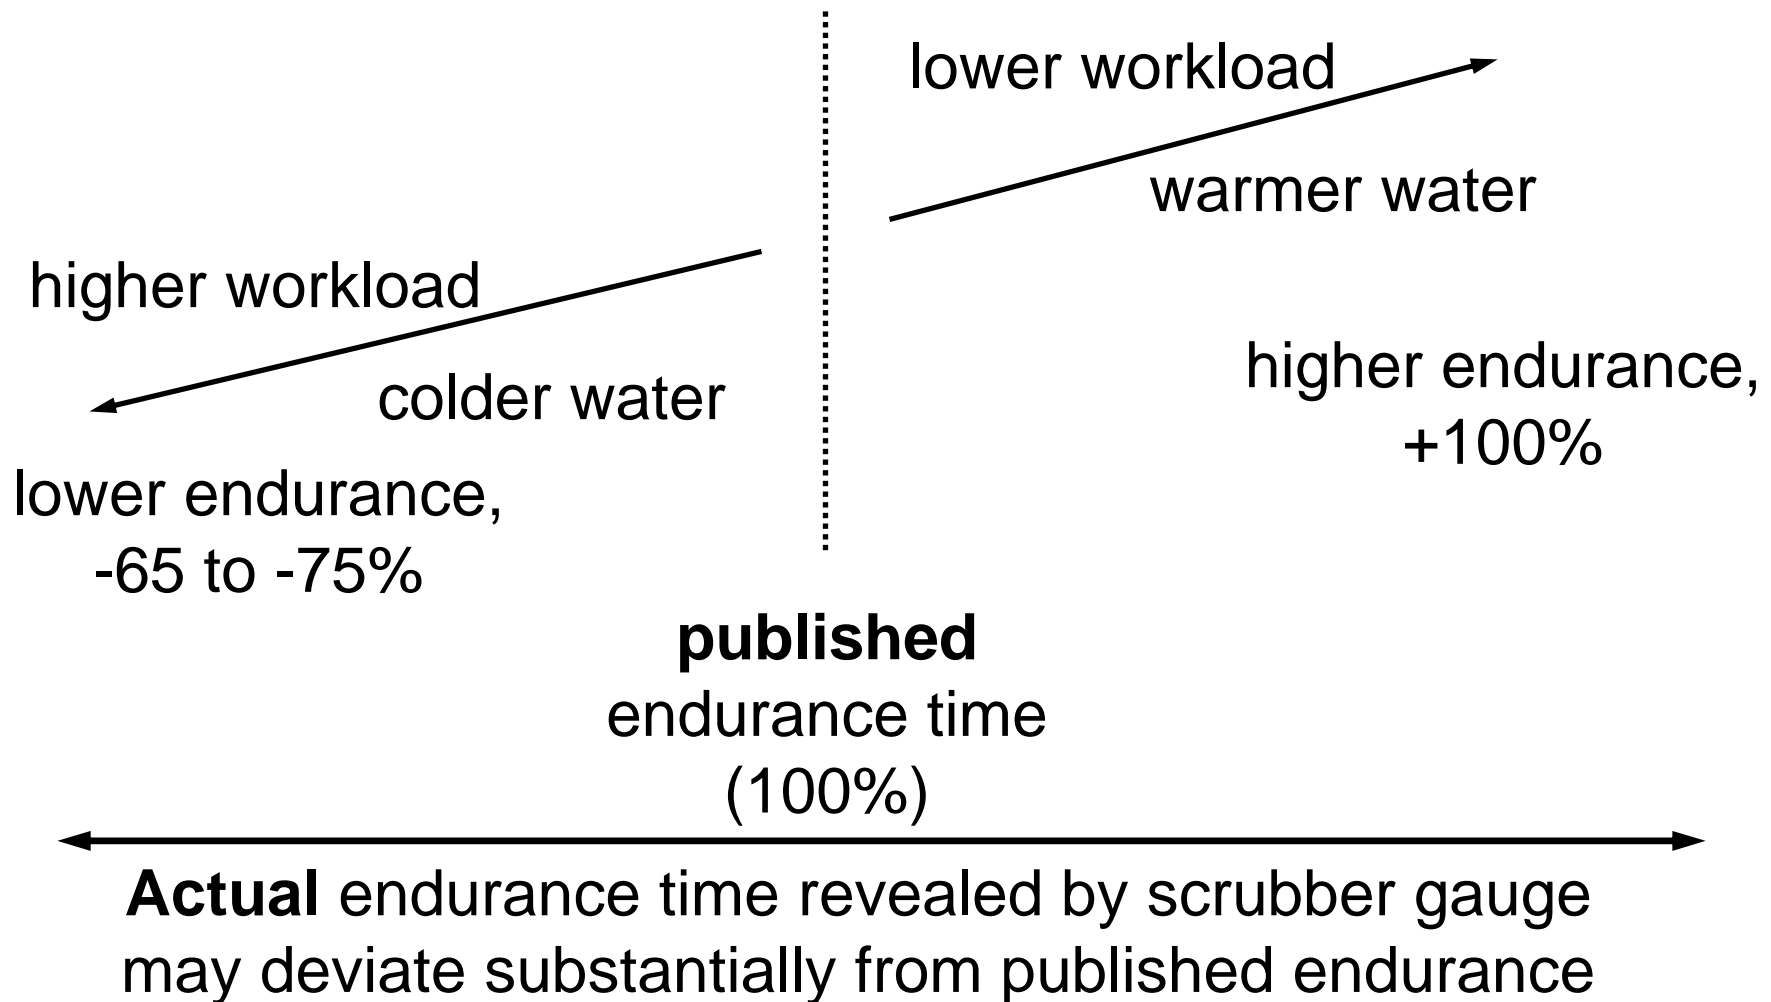 lower workload
warmer water
higher workload
colder water
higher endurance,
+100%
lower endurance,
-65 to -75%
published
endurance time
(100%)
Actual endurance time revealed by scrubber gauge
may deviate substantially from published endurance